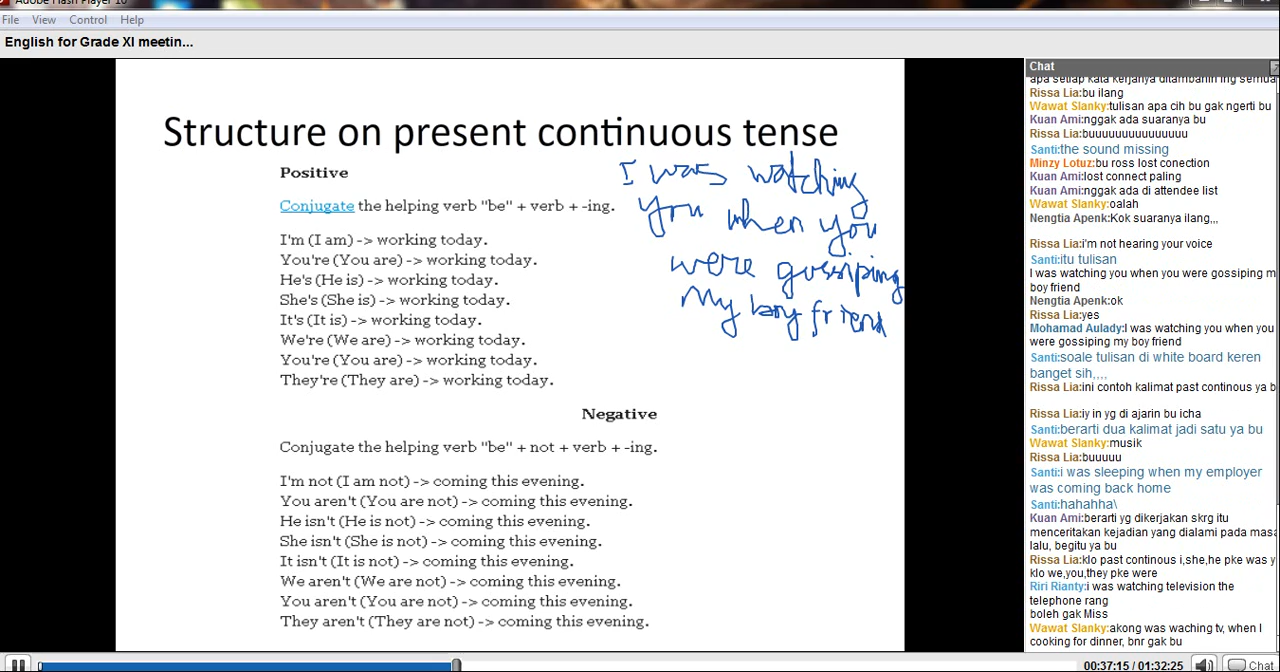 Adobe Flash Player 10
File View Control Help
English for Grade XI meetin...
Structure on present continuous tense
Positive
Conjugate the helping verb "be" + verb + -ing.
I'm (I am) -> working today.
You're (You are) -> working today.
He's (He is) -> working today.
She's (She is) -> working today.
It's (It is) -> working today.
We're (We are) -> working today.
You're (You are) -> working today.
They're (They are) -> working today.
Negative
Conjugate the helping verb "be" + not + verb + -ing.
I'm not (I am not) -> coming this evening.
You aren't (You are not) -> coming this evening.
He isn't (He is not) -> coming this evening.
She isn't (She is not) -> coming this evening.
It isn't (It is not) -> coming this evening.
We aren't (We are not) -> coming this evening.
You aren't (You are not) -> coming this evening.
They aren't (They are not) -> coming this evening.
I was watching
you when you
were gossiping
my boy friend
Chat
apa setiap kata kerjanya ditambahin ing semua
Rissa Lia:bu ilang
Wawat Slanky:tulisan apa cih bu gak ngerti bu
Kuan Ami:nggak ada suaranya bu
Rissa Lia:buuuuuuuuuuuuuuu
Santi:the sound missing
Minzy Lotuz:bu ross lost conection
Kuan Ami:lost connect paling
Kuan Ami:nggak ada di attendee list
Wawat Slanky:oalah
Nengtia Apenk:Kok suaranya ilang,,,
Rissa Lia:i'm not hearing your voice
Santi:itu tulisan
I was watching you when you were gossiping m
boy friend
Nengtia Apenk:ok
Rissa Lia:yes
Mohamad Aulady:I was watching you when you
were gossiping my boy friend
Santi:soale tulisan di white board keren
banget sih,...
Rissa Lia:ini contoh kalimat past continous ya b
Rissa Lia:iy in yg di ajarin bu icha
Santi:berarti dua kalimat jadi satu ya bu
Wawat Slanky:musik
Rissa Lia:buuuuu
Santi:i was sleeping when my employer
was coming back home
Santi:hahahha\
Kuan Ami:berarti yg dikerjakan skrg itu
menceritakan kejadian yang dialami pada masa
lalu, begitu ya bu
Rissa Lia:klo past continous i,she,he pke was y
klo we,you,they pke were
Riri Rianty:i was watching television the
telephone rang
boleh gak Miss
Wawat Slanky:akong was waching tv, when I
cooking for dinner, bnr gak bu
00:37:15 / 01:32:25
Chat